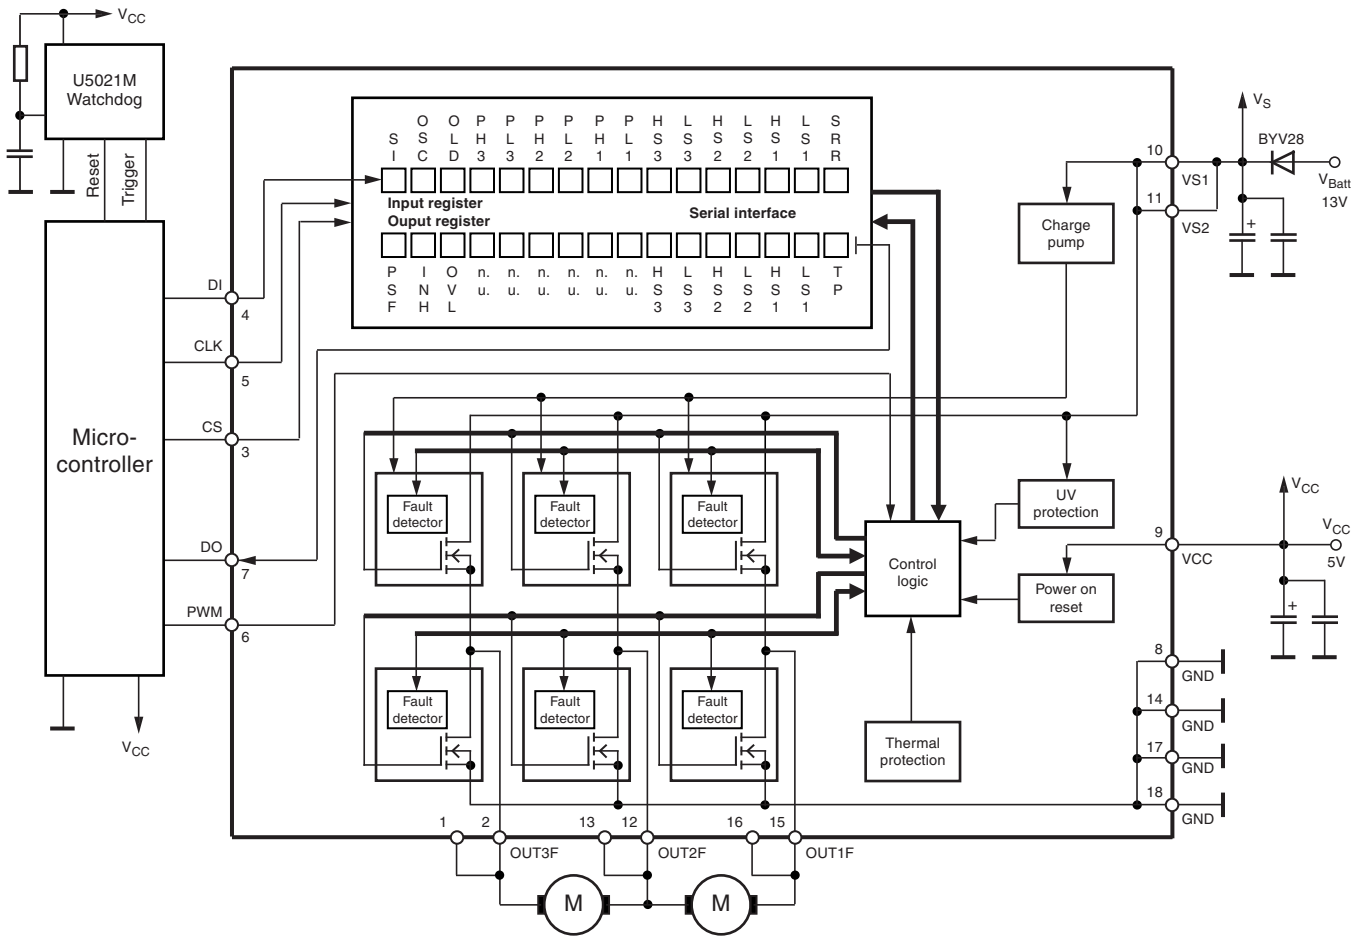 VCC
U5021M
Watchdog
Reset
Trigger
O O P P P P P P H L H L H L S
S S L H L H L H L S S S S S S R
I C D 3 3 2 2 1 1 3 3 2 2 1 1 R
Input register
Ouput register
Serial interface
P I O n. n. n. n. n. n. H L H L H L T
S N V u. u. u. u. u. u. S S S S S S P
F H L 3 3 2 2 1 1
10
VS1
11
VS2
VS
BYV28
VBatt
13V
Charge
pump
DI
4
CLK
5
CS
3
Micro-
controller
DO
7
PWM
6
VCC
Fault
detector
Fault
detector
Fault
detector
UV
protection
Control
logic
Power on
reset
9
VCC
VCC
VCC
5V
Fault
detector
Fault
detector
Fault
detector
Thermal
protection
8
GND
14
GND
17
GND
18
GND
1 2 13 12 16 15
OUT3F OUT2F OUT1F
M M
+
+